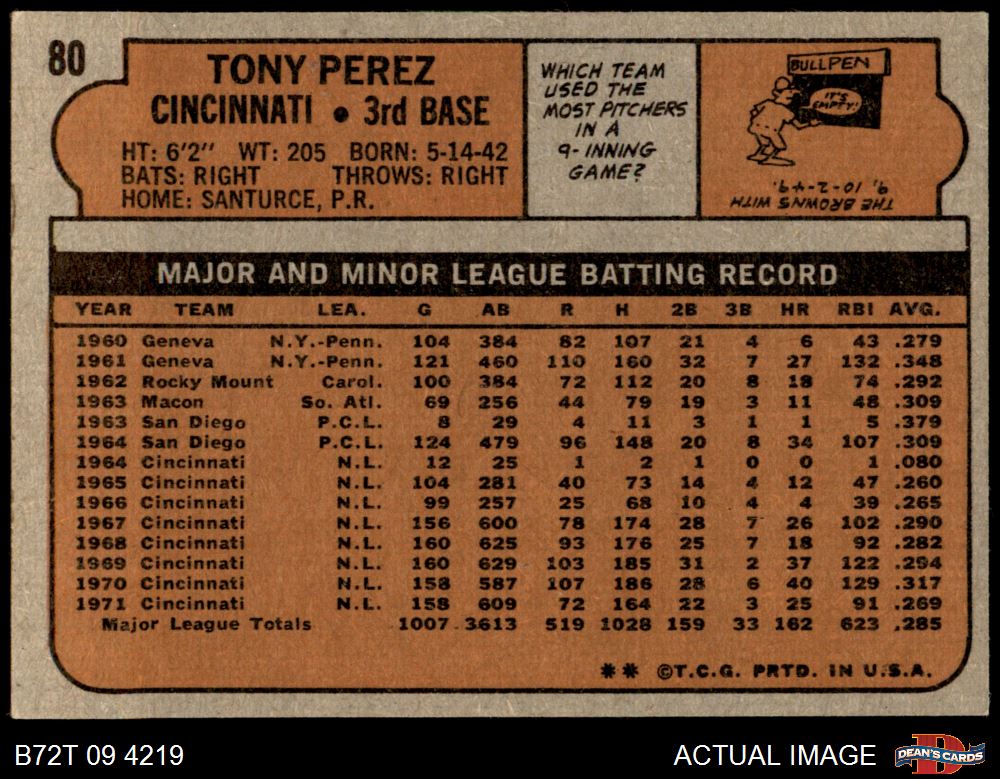 80
TONY PEREZ
CINCINNATI • 3rd BASE
HT: 6'2" WT: 205 BORN: 5-14-42
BATS: RIGHT THROWS: RIGHT
HOME: SANTURCE, P.R.
WHICH TEAM
USED THE
MOST PITCHERS
IN A
9-INNING
GAME?
BULLPEN
IT'S
EMPTY!
THE BROWNS WITH
9, 10-2-49.
MAJOR AND MINOR LEAGUE BATTING RECORD
YEAR TEAM LEA. G AB R H 2B 3B HR RBI AVG.
1960 Geneva N.Y.-Penn. 104 384 82 107 21 4 6 43 .279
1961 Geneva N.Y.-Penn. 121 460 110 160 32 7 27 132 .348
1962 Rocky Mount Carol. 100 384 72 112 20 8 18 74 .292
1963 Macon So. Atl. 69 256 44 79 19 3 11 48 .309
1963 San Diego P.C.L. 8 29 4 11 3 1 1 5 .379
1964 San Diego P.C.L. 124 479 96 148 20 8 34 107 .309
1964 Cincinnati N.L. 12 25 1 2 1 0 0 1 .080
1965 Cincinnati N.L. 104 281 40 73 14 4 12 47 .260
1966 Cincinnati N.L. 99 257 25 68 10 4 4 39 .265
1967 Cincinnati N.L. 156 600 78 174 28 7 26 102 .290
1968 Cincinnati N.L. 160 625 93 176 25 7 18 92 .282
1969 Cincinnati N.L. 160 629 103 185 31 2 37 122 .294
1970 Cincinnati N.L. 158 587 107 186 28 6 40 129 .317
1971 Cincinnati N.L. 158 609 72 164 22 3 25 91 .269
Major League Totals 1007 3613 519 1028 159 33 162 623 .285
** ©T.C.G. PRTD. IN U.S.A.
B72T 09 4219
ACTUAL IMAGE
D
DEAN'S CARDS